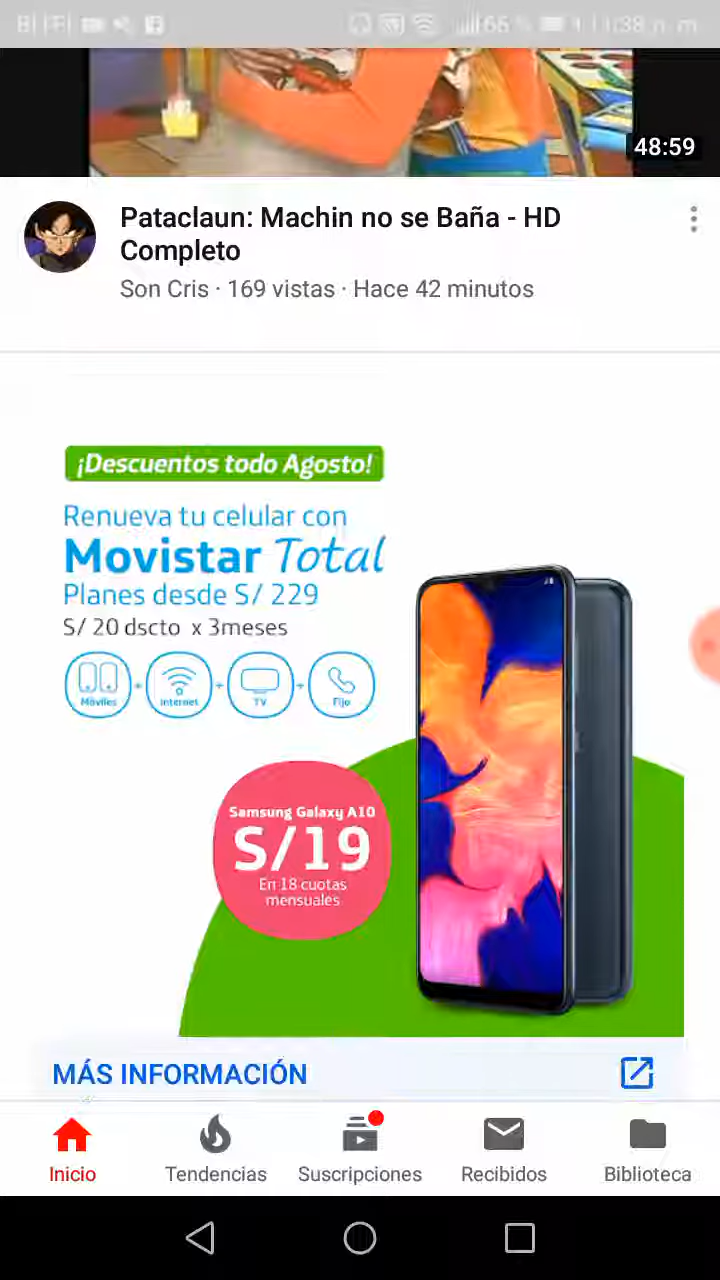 48:59
Pataclaun: Machin no se Baña - HD
Completo
Son Cris · 169 vistas · Hace 42 minutos
¡Descuentos todo Agosto!
Renueva tu celular con
Movistar Total
Planes desde S/ 229
S/ 20 dscto x 3meses
Móviles + Internet + TV + Fijo
Samsung Galaxy A10
S/19
En 18 cuotas
mensuales
MÁS INFORMACIÓN
Inicio Tendencias Suscripciones Recibidos Biblioteca